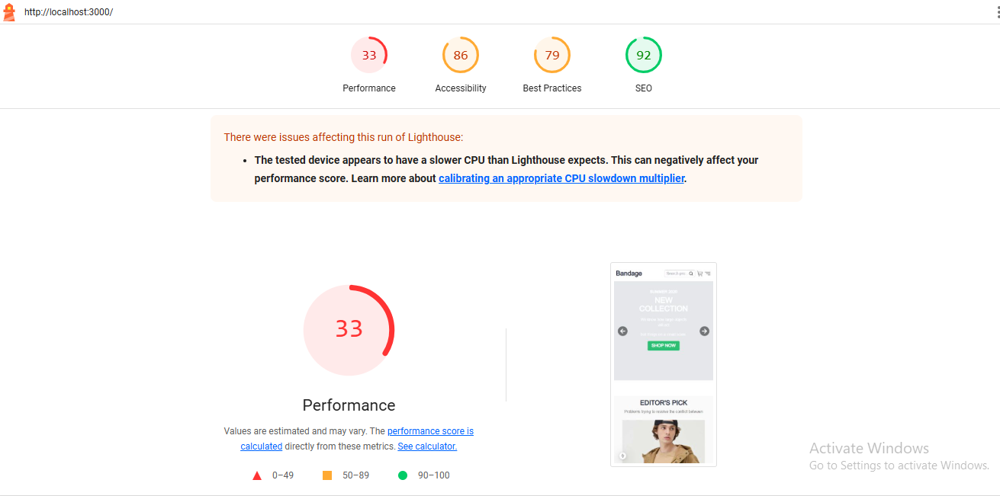 http://localhost:3000/
33
86
79
92
Performance
Accessibility
Best Practices
SEO
There were issues affecting this run of Lighthouse:
• The tested device appears to have a slower CPU than Lighthouse expects. This can negatively affect your
performance score. Learn more about calibrating an appropriate CPU slowdown multiplier.
33
Performance
Values are estimated and may vary. The performance score is
calculated directly from these metrics. See calculator.
0–49
50–89
90–100
Bandage
SUMMER 2020
NEW
COLLECTION
SHOP NOW
EDITOR'S PICK
Problems trying to resolve the conflict between
Activate Windows
Go to Settings to activate Windows.